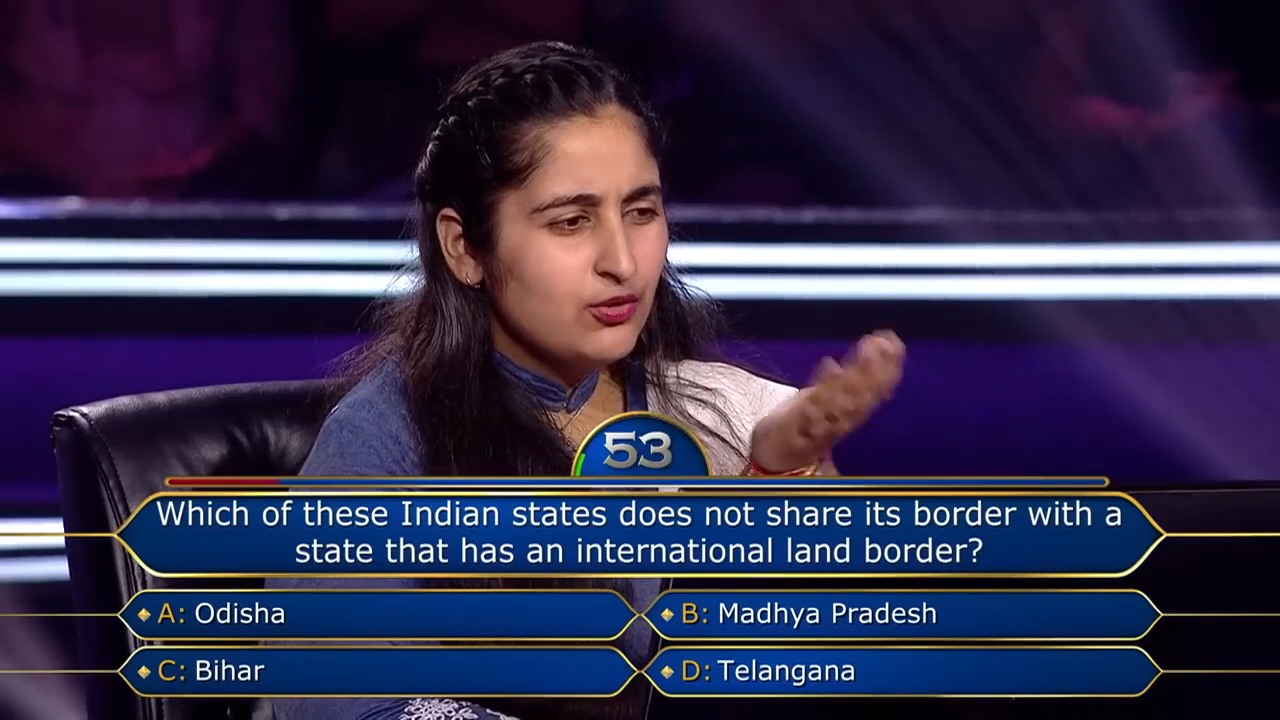 53
Which of these Indian states does not share its border with a
state that has an international land border?
A: Odisha
B: Madhya Pradesh
C: Bihar
D: Telangana